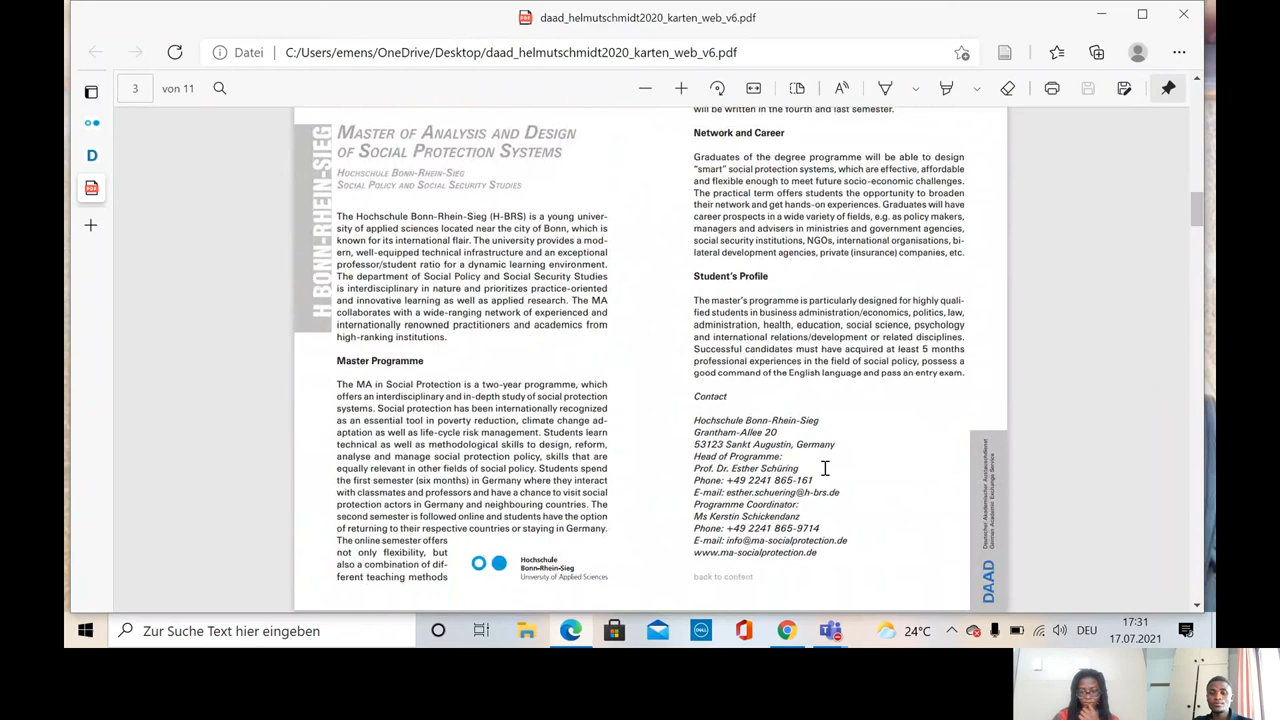 daad_helmutschmidt2020_karten_web_v6.pdf
Datei
C:/Users/emens/OneDrive/Desktop/daad_helmutschmidt2020_karten_web_v6.pdf
3
von 11
H BONN-RHEIN-SIEG
MASTER OF ANALYSIS AND DESIGN
OF SOCIAL PROTECTION SYSTEMS
HOCHSCHULE BONN-RHEIN-SIEG
SOCIAL POLICY AND SOCIAL SECURITY STUDIES
The Hochschule Bonn-Rhein-Sieg (H-BRS) is a young univer-
sity of applied sciences located near the city of Bonn, which is
known for its international flair. The university provides a mod-
ern, well-equipped technical infrastructure and an exceptional
professor/student ratio for a dynamic learning environment.
The department of Social Policy and Social Security Studies
is interdisciplinary in nature and prioritizes practice-oriented
and innovative learning as well as applied research. The MA
collaborates with a wide-ranging network of experienced and
internationally renowned practitioners and academics from
high-ranking institutions.
Master Programme
The MA in Social Protection is a two-year programme, which
offers an interdisciplinary and in-depth study of social protection
systems. Social protection has been internationally recognized
as an essential tool in poverty reduction, climate change ad-
aptation as well as life-cycle risk management. Students learn
technical as well as methodological skills to design, reform,
analyse and manage social protection policy, skills that are
equally relevant in other fields of social policy. Students spend
the first semester (six months) in Germany where they interact
with classmates and professors and have a chance to visit social
protection actors in Germany and neighbouring countries. The
second semester is followed online and students have the option
of returning to their respective countries or staying in Germany.
The online semester offers
not only flexibility, but
also a combination of dif-
ferent teaching methods
Hochschule
Bonn-Rhein-Sieg
University of Applied Sciences
will be written in the fourth and last semester.
Network and Career
Graduates of the degree programme will be able to design
“smart” social protection systems, which are effective, affordable
and flexible enough to meet future socio-economic challenges.
The practical term offers students the opportunity to broaden
their network and get hands-on experiences. Graduates will have
career prospects in a wide variety of fields, e.g. as policy makers,
managers and advisers in ministries and government agencies,
social security institutions, NGOs, international organisations, bi-
lateral development agencies, private (insurance) companies, etc.
Student’s Profile
The master’s programme is particularly designed for highly quali-
fied students in business administration/economics, politics, law,
administration, health, education, social science, psychology
and international relations/development or related disciplines.
Successful candidates must have acquired at least 5 months
professional experiences in the field of social policy, possess a
good command of the English language and pass an entry exam.
Contact
Hochschule Bonn-Rhein-Sieg
Grantham-Allee 20
53123 Sankt Augustin, Germany
Head of Programme:
Prof. Dr. Esther Schüring
Phone: +49 2241 865-161
E-mail: esther.schuering@h-brs.de
Programme Coordinator:
Ms Kerstin Schickendanz
Phone: +49 2241 865-9714
E-mail: info@ma-socialprotection.de
www.ma-socialprotection.de
back to content
DAAD
Deutscher Akademischer Austauschdienst
German Academic Exchange Service
Zur Suche Text hier eingeben
DELL
24°C
DEU
17:31
17.07.2021